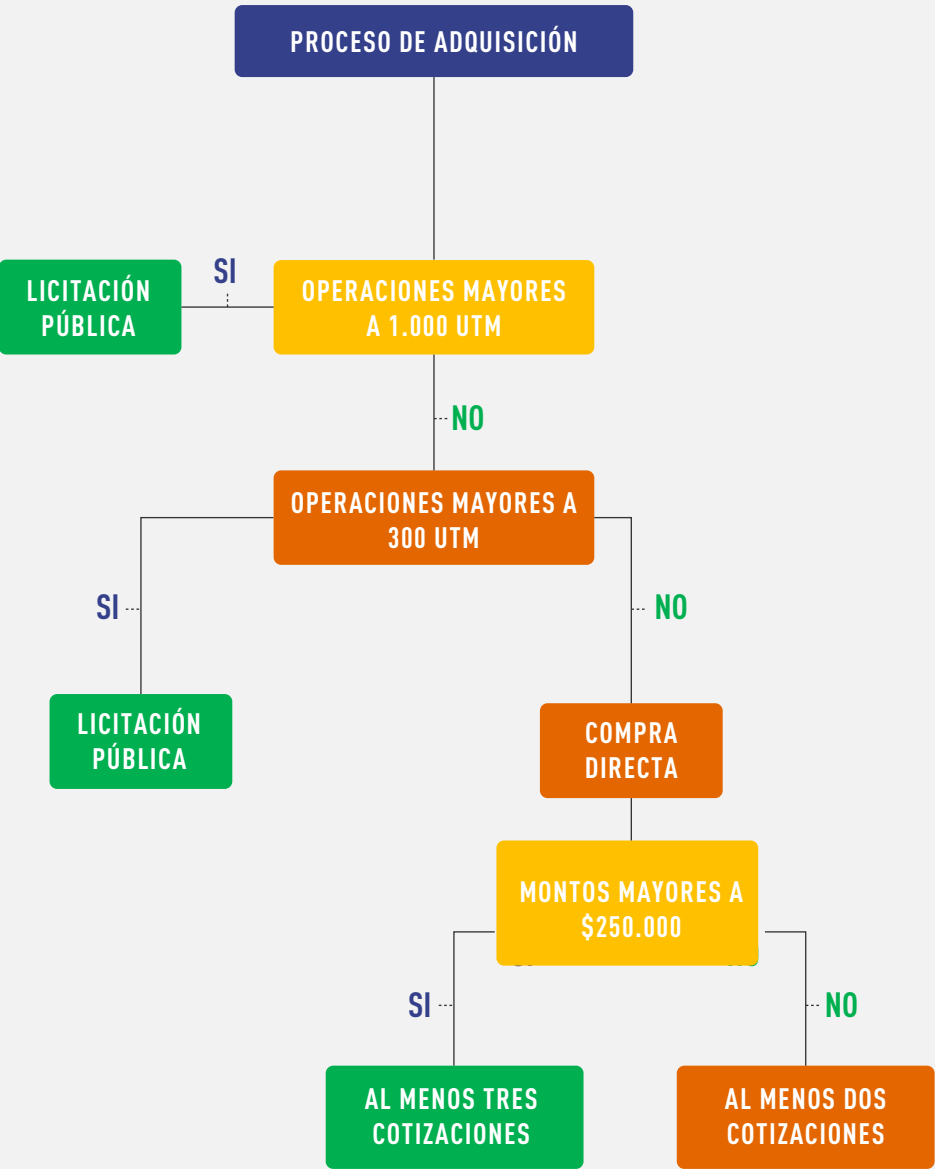 PROCESO DE ADQUISICIÓN
SI
LICITACIÓN
PÚBLICA
OPERACIONES MAYORES
A 1.000 UTM
NO
OPERACIONES MAYORES A
300 UTM
SI
NO
LICITACIÓN
PÚBLICA
COMPRA
DIRECTA
MONTOS MAYORES A
$250.000
SI
NO
AL MENOS TRES
COTIZACIONES
AL MENOS DOS
COTIZACIONES